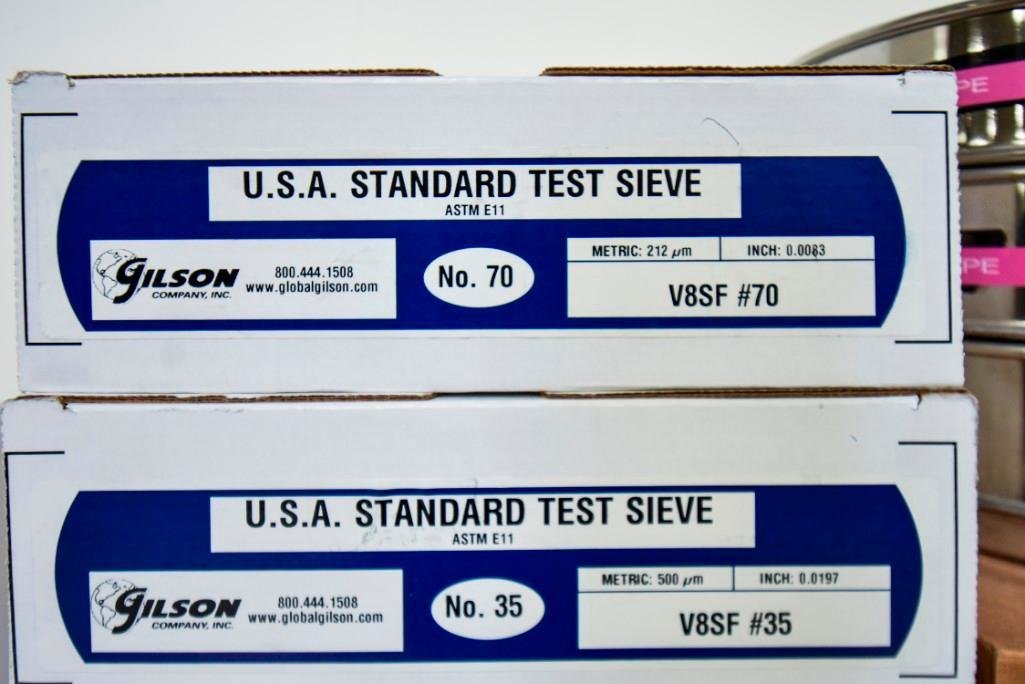 U.S.A. STANDARD TEST SIEVE
ASTM E11
GILSON
COMPANY, INC.
800.444.1508
www.globalgilson.com
No. 70
METRIC: 212 µm
INCH: 0.0083
V8SF #70
U.S.A. STANDARD TEST SIEVE
ASTM E11
GILSON
COMPANY, INC.
800.444.1508
www.globalgilson.com
No. 35
METRIC: 500 µm
INCH: 0.0197
V8SF #35